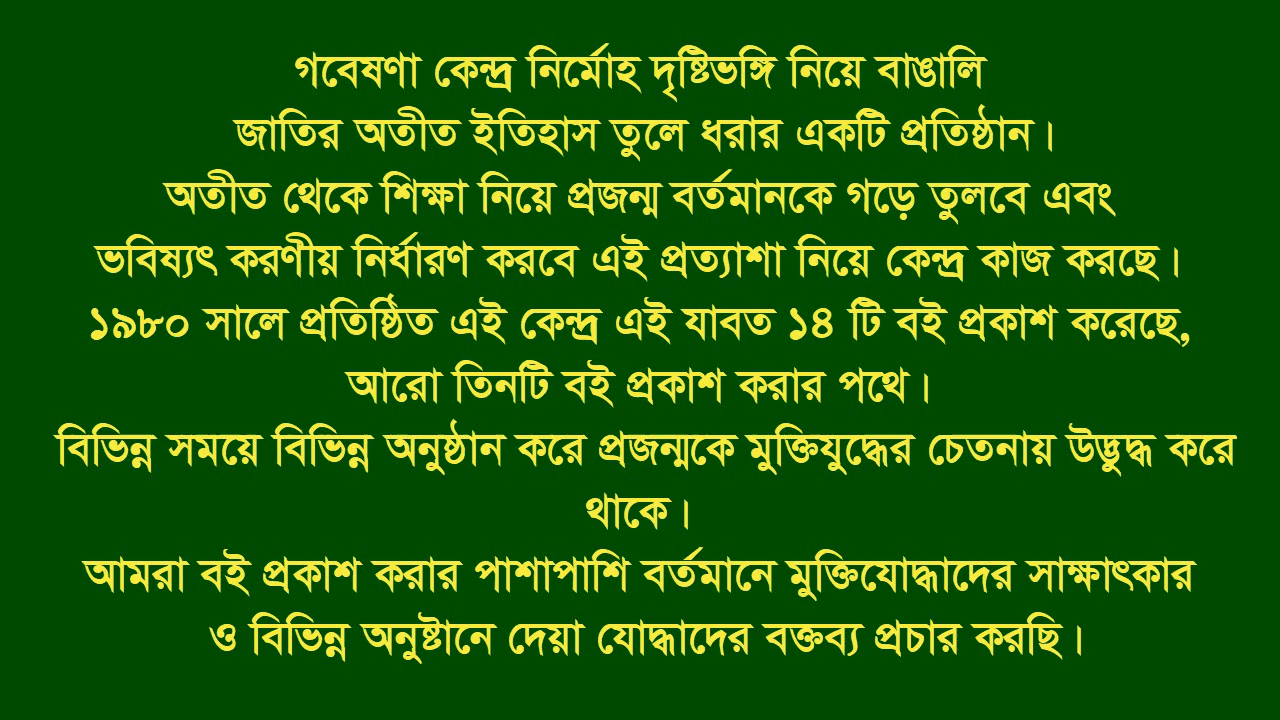 গবেষণা কেন্দ্র নির্মোহ দৃষ্টিভঙ্গি নিয়ে বাঙালি
জাতির অতীত ইতিহাস তুলে ধরার একটি প্রতিষ্ঠান।
অতীত থেকে শিক্ষা নিয়ে প্রজন্ম বর্তমানকে গড়ে তুলবে এবং
ভবিষ্যৎ করণীয় নির্ধারণ করবে এই প্রত্যাশা নিয়ে কেন্দ্র কাজ করছে।
১৯৮০ সালে প্রতিষ্ঠিত এই কেন্দ্র এই যাবত ১৪ টি বই প্রকাশ করেছে,
আরো তিনটি বই প্রকাশ করার পথে।
বিভিন্ন সময়ে বিভিন্ন অনুষ্ঠান করে প্রজন্মকে মুক্তিযুদ্ধের চেতনায় উদ্ভুদ্ধ করে
থাকে।
আমরা বই প্রকাশ করার পাশাপাশি বর্তমানে মুক্তিযোদ্ধাদের সাক্ষাৎকার
ও বিভিন্ন অনুষ্টানে দেয়া যোদ্ধাদের বক্তব্য প্রচার করছি।